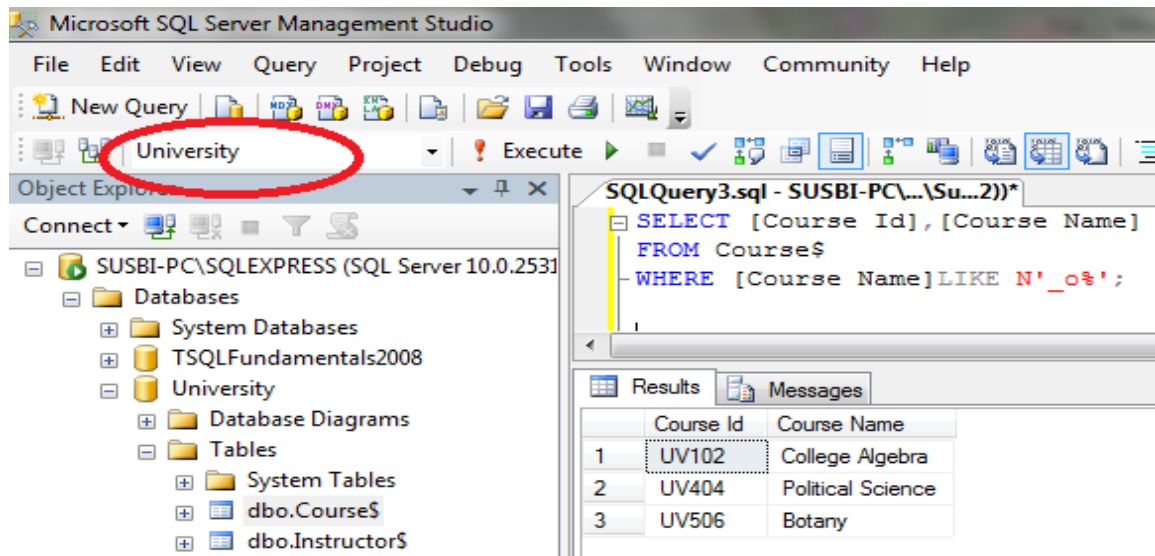 Microsoft SQL Server Management Studio
File Edit View Query Project Debug Tools Window Community Help
New Query
University Execute
Object Explorer
Connect
SUSBI-PC\SQLEXPRESS (SQL Server 10.0.2531
Databases
System Databases
TSQLFundamentals2008
University
Database Diagrams
Tables
System Tables
dbo.Course$
dbo.Instructor$
SQLQuery3.sql - SUSBI-PC\...\Su...2))*
SELECT [Course Id],[Course Name]
FROM Course$
WHERE [Course Name]LIKE N'_o%';
Results Messages
Course Id Course Name
1 UV102 College Algebra
2 UV404 Political Science
3 UV506 Botany